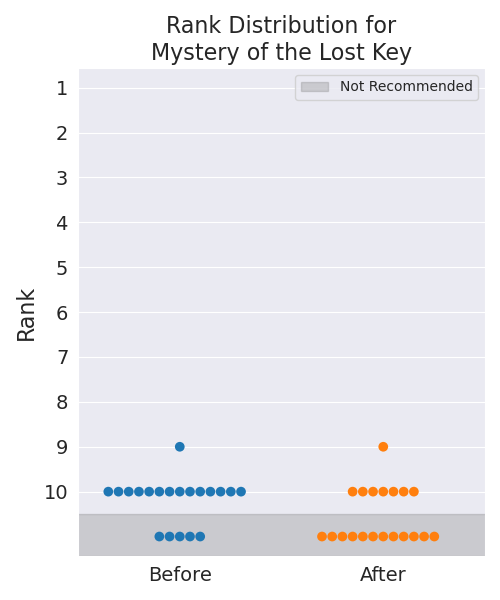 Rank Distribution for
Mystery of the Lost Key
Not Recommended
1
2
3
4
5
6
7
8
9
10
Rank
Before
After